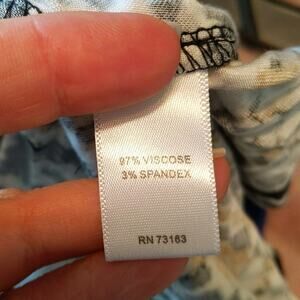 97% VISCOSE
3% SPANDEX
RN 73163